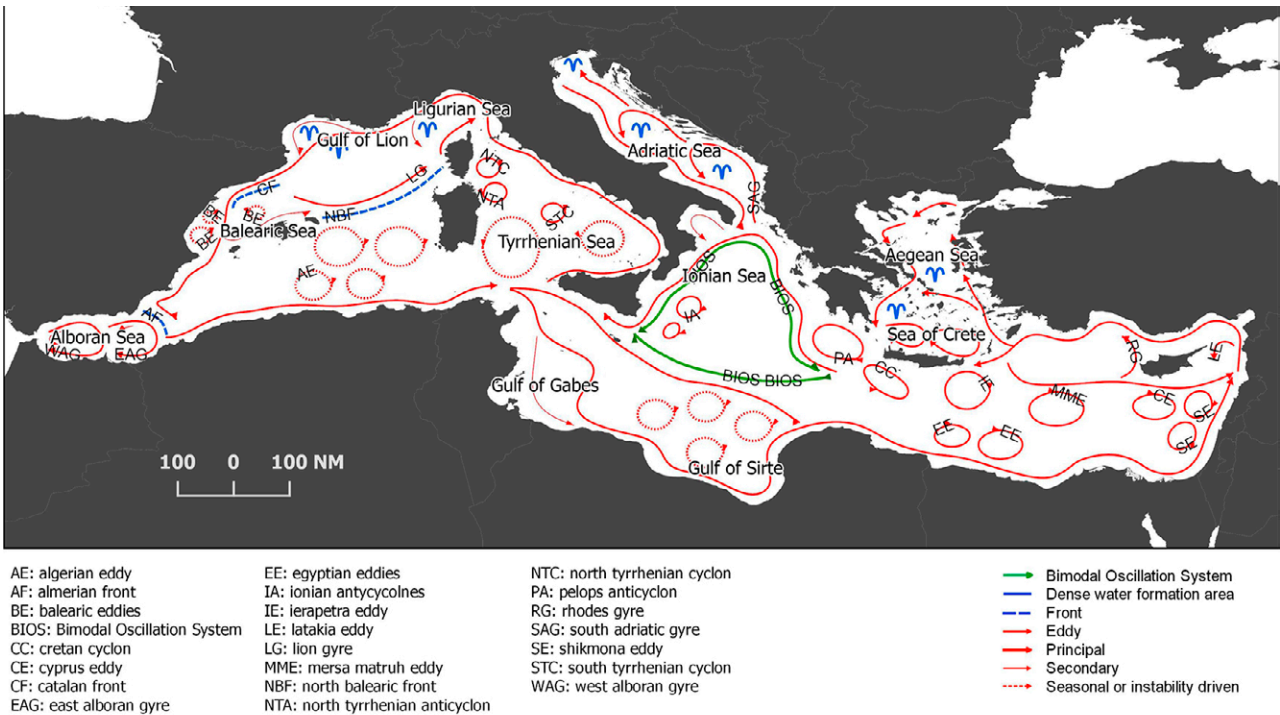 Ligurian Sea
Gulf of Lion
Adriatic Sea
NTC
LG
CF
NTA
SAG
BE
BE
NBF
STC
Balearic Sea
BE
Tyrrhenian Sea
BIOS
Ionian Sea
Aegean Sea
AE
BIOS
AF
IA
Alboran Sea
Sea of Crete
WAG
EAG
PA
RG
LE
CC
Gulf of Gabes
BIOS BIOS
IE
MME
CE
SE
EE
EE
SE
100 0 100 NM
Gulf of Sirte
AE: algerian eddy
AF: almerian front
BE: balearic eddies
BIOS: Bimodal Oscillation System
CC: cretan cyclon
CE: cyprus eddy
CF: catalan front
EAG: east alboran gyre
EE: egyptian eddies
IA: ionian antycycolnes
IE: ierapetra eddy
LE: latakia eddy
LG: lion gyre
MME: mersa matruh eddy
NBF: north balearic front
NTA: north tyrrhenian anticyclon
NTC: north tyrrhenian cyclon
PA: pelops anticyclon
RG: rhodes gyre
SAG: south adriatic gyre
SE: shikmona eddy
STC: south tyrrhenian cyclon
WAG: west alboran gyre
Bimodal Oscillation System
Dense water formation area
Front
Eddy
Principal
Secondary
Seasonal or instability driven